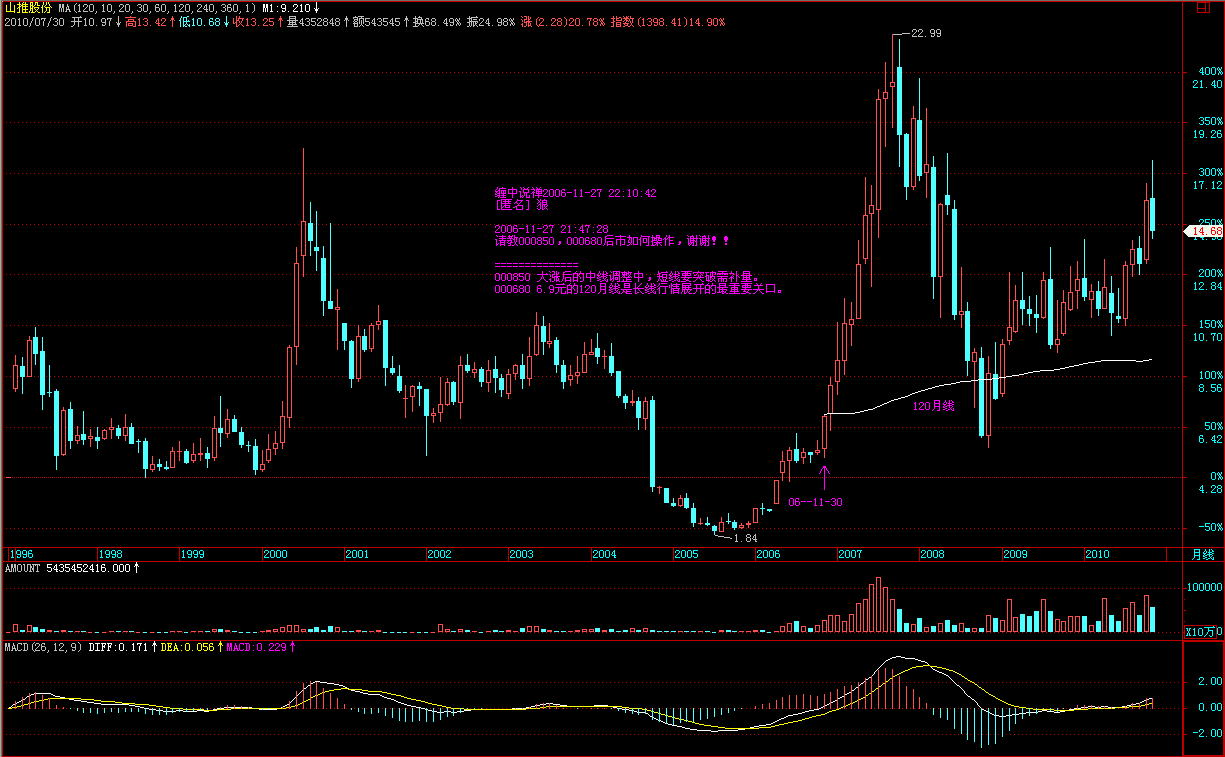 山推股份 MA(120,10,20,30,60,120,240,360,1) M1:9.210↓
2010/07/30 开10.97↓高13.42↑低10.68↓收13.25↑量4352848↑额543545↑换68.49% 振24.98% 涨(2.28)20.78% 指数(1398.41)14.90%
22.99
400%
21.40
350%
19.26
300%
17.12
250%
14.68
200%
12.84
150%
10.70
100%
8.56
50%
6.42
0%
4.28
-50%
缠中说禅2006-11-27 22:10:42
[匿名] 狼
2006-11-27 21:47:28
请教000850，000680后市如何操作，谢谢！！
==============
000850 大涨后的中线调整中，短线要突破需补量。
000680 6.9元的120月线是长线行情展开的最重要关口。
120月线
06--11-30
1.84
1996 1998 1999 2000 2001 2002 2003 2004 2005 2006 2007 2008 2009 2010 月线
AMOUNT 5435452416.000↑
100000
X10万
0
MACD(26,12,9) DIFF:0.171↑DEA:0.056↑MACD:0.229↑
2.00
0.00
-2.00